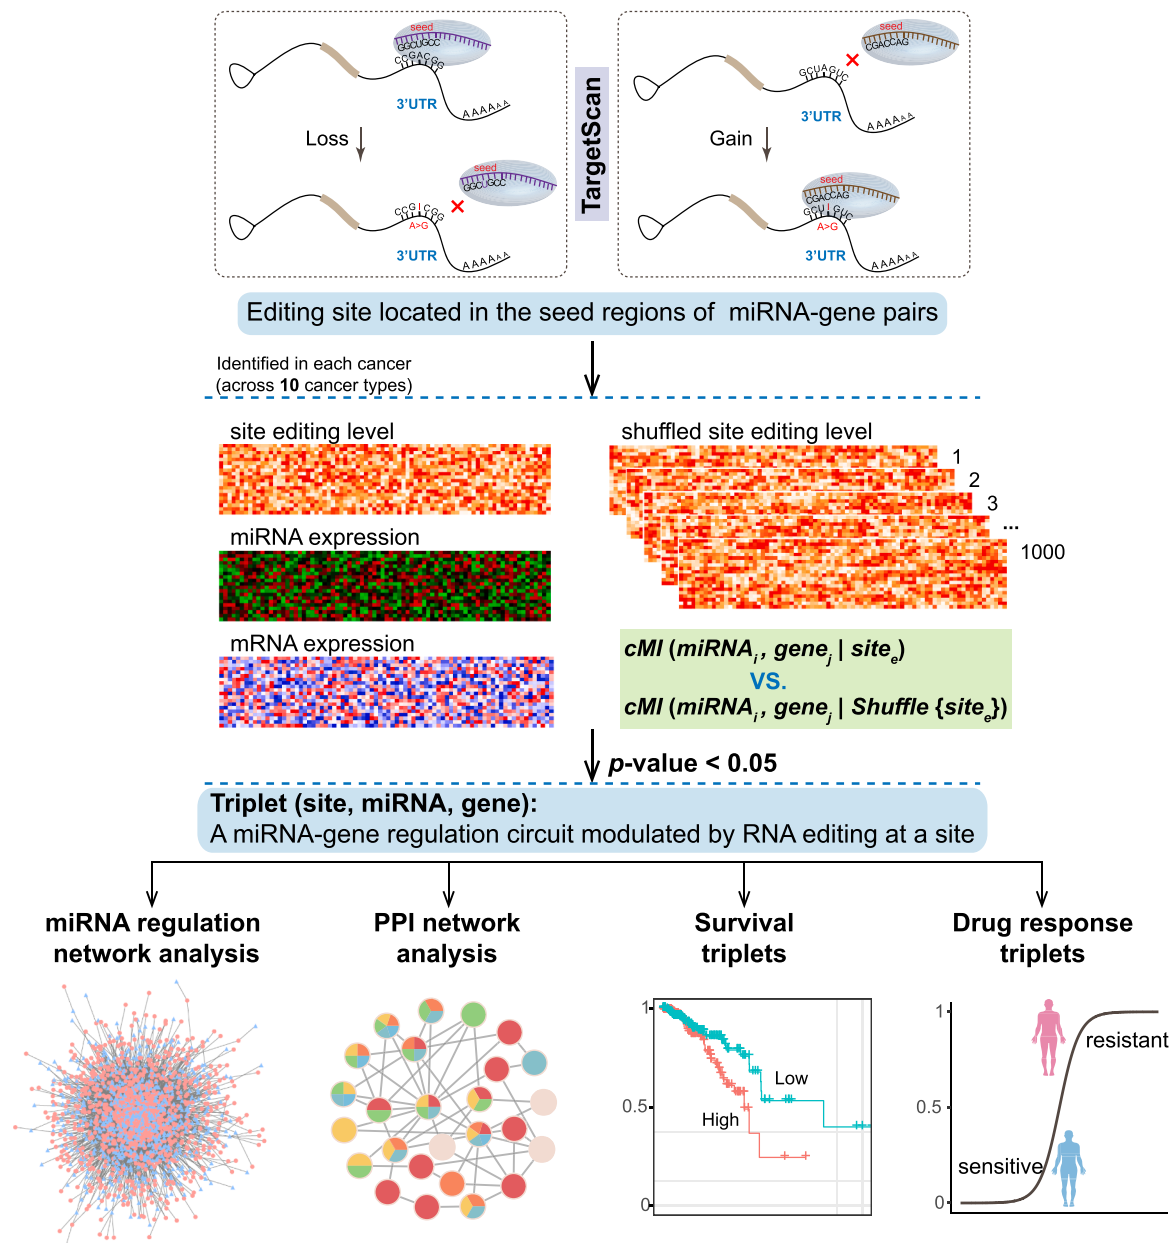 seed
GGCUGCC
CCGACGG
3'UTR
AAAAAA
Loss
seed
GGCUGCC
CCGICGG
A>G
3'UTR
AAAAAA
TargetScan
seed
CGACCAG
GCUAGUC
3'UTR
AAAAAA
Gain
seed
CGACCAG
GCUIGUC
A>G
3'UTR
AAAAAA
Editing site located in the seed regions of miRNA-gene pairs
Identified in each cancer
(across 10 cancer types)
site editing level
miRNA expression
mRNA expression
shuffled site editing level
1
2
3
...
1000
cMI (miRNAi, genej | sitee)
VS.
cMI (miRNAi, genej | Shuffle {sitee})
p-value < 0.05
Triplet (site, miRNA, gene):
A miRNA-gene regulation circuit modulated by RNA editing at a site
miRNA regulation
network analysis
PPI network
analysis
Survival
triplets
1
0.5
0
Low
High
Drug response
triplets
1
0.5
0
resistant
sensitive